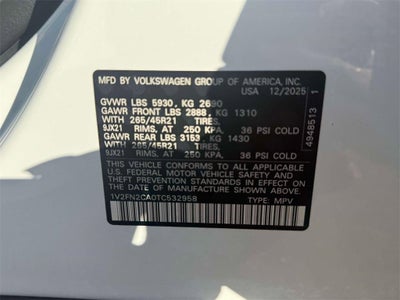 MFD BY VOLKSWAGEN GROUP OF AMERICA, INC.
USA 12/2025
GVWR LBS 5930, KG 2690
GAWR FRONT LBS 2888, KG 1310
WITH 265/45R21 TIRES,
9JX21 RIMS, AT 250 KPA, 36 PSI COLD
GAWR REAR LBS 3153, KG 1430
WITH 265/45R21 TIRES,
9JX21 RIMS, AT 250 KPA, 36 PSI COLD
THIS VEHICLE CONFORMS TO ALL APPLICABLE
U.S. FEDERAL MOTOR VEHICLE SAFETY AND
THEFT PREVENTION STANDARDS IN EFFECT ON THE
DATE OF MANUFACTURE SHOWN ABOVE.
1V2FN2CA0TC532958
TYPE: MPV
4948513 1